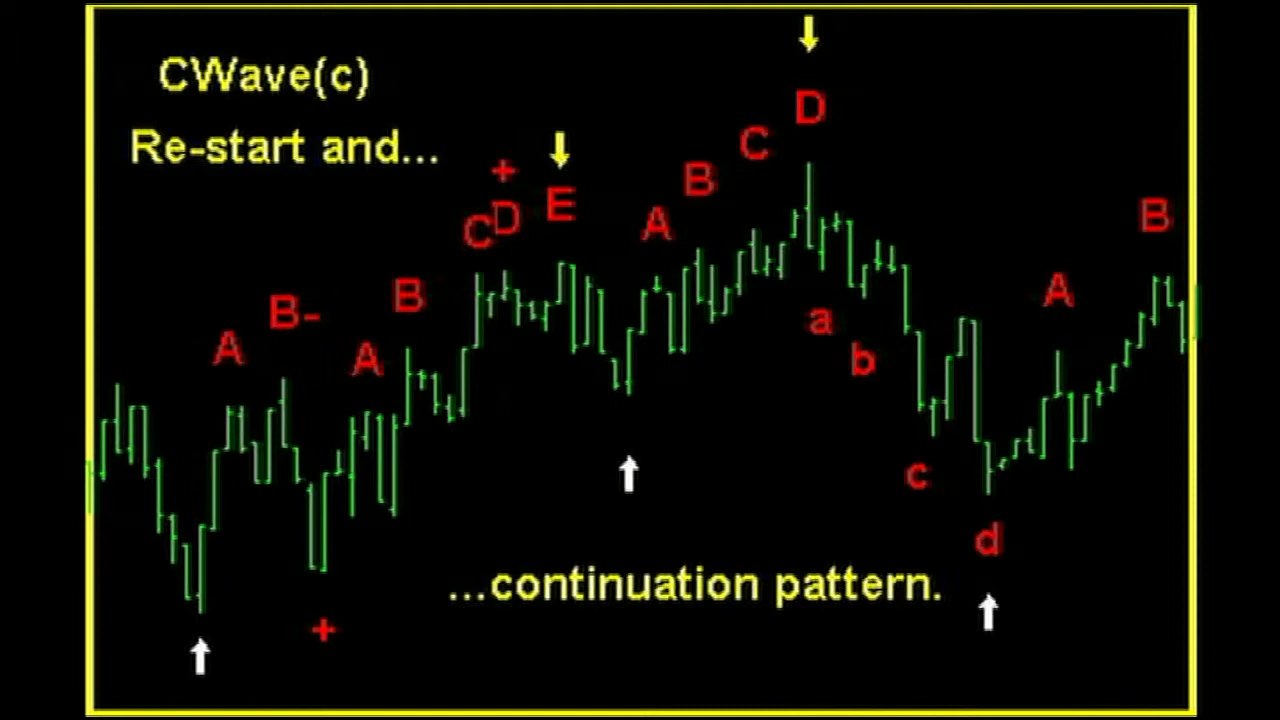 CWave(c)
Re-start and...
D
C
+
B
E
D
C
A
B
B
A
B-
a
A
A
b
c
d
...continuation pattern.
+